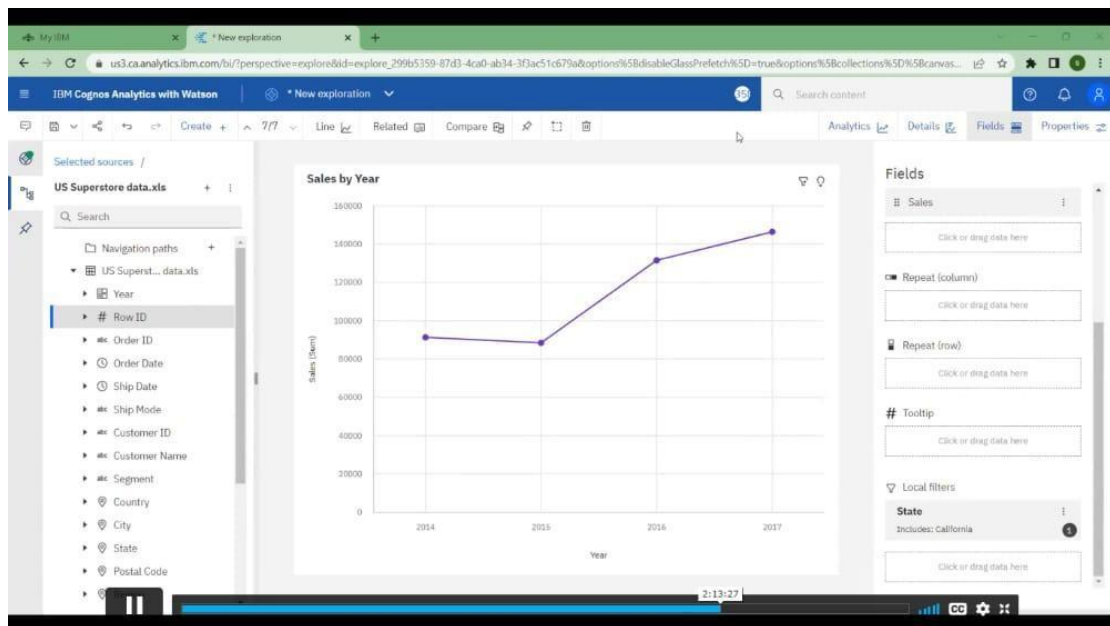 My IBM
* New exploration
us3.ca.analytics.ibm.com/bi/?perspective=explore&id=explore_299b5359-87d3-4ca0-ab34-3f3ac51c679a&options%5BdisableGlassPrefetch%5D=true&options%5Bcollections%5D%5Bcanvas...
IBM Cognos Analytics with Watson
* New exploration
Search content
Create +
7/7
Line
Related
Compare
Analytics
Details
Fields
Properties
Selected sources /
US Superstore data.xls
Search
Navigation paths
US Superst... data.xls
Year
# Row ID
abc Order ID
Order Date
Ship Date
abc Ship Mode
abc Customer ID
abc Customer Name
abc Segment
Country
City
State
Postal Code
Sales by Year
160000
140000
120000
100000
80000
60000
40000
20000
0
Sales (Sum)
2014
2015
2016
2017
Year
Fields
Sales
Click or drag data here
Repeat (column)
Click or drag data here
Repeat (row)
Click or drag data here
# Tooltip
Click or drag data here
Local filters
State
Includes: California
1
Click or drag data here
2:13:27
CC